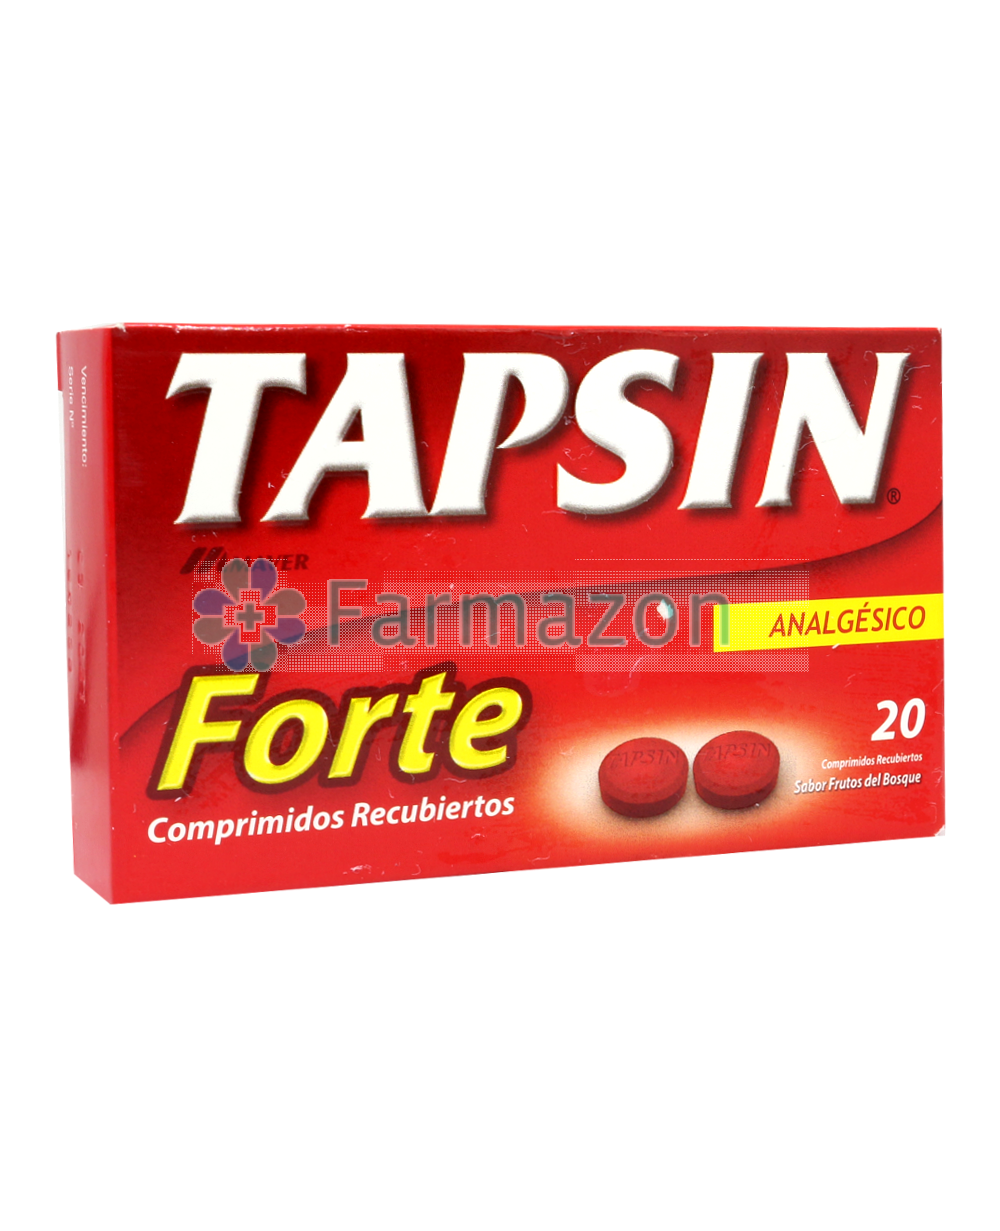 TAPSIN
®
Farmazon
ANALGÉSICO
Forte
Comprimidos Recubiertos
20
Comprimidos Recubiertos
Sabor Frutos del Bosque
TAPSIN TAPSIN
Vencimiento:
Serie N°